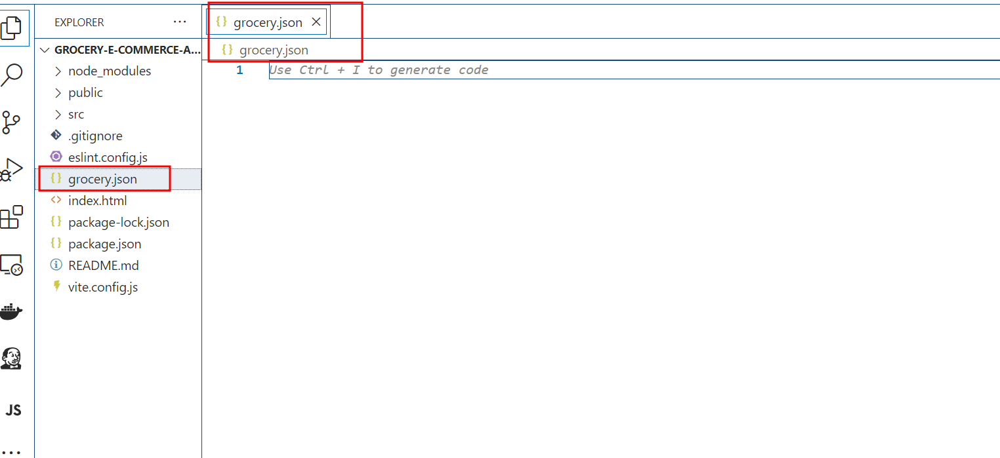 EXPLORER
GROCERY-E-COMMERCE-A...
node_modules
public
src
.gitignore
eslint.config.js
grocery.json
index.html
package-lock.json
package.json
README.md
vite.config.js
JS
grocery.json
grocery.json
1 Use Ctrl + I to generate code